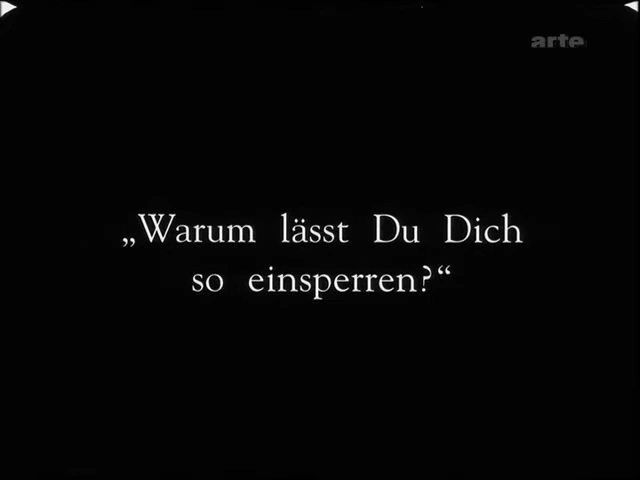 arte
„Warum lässt Du Dich
so einsperren?“